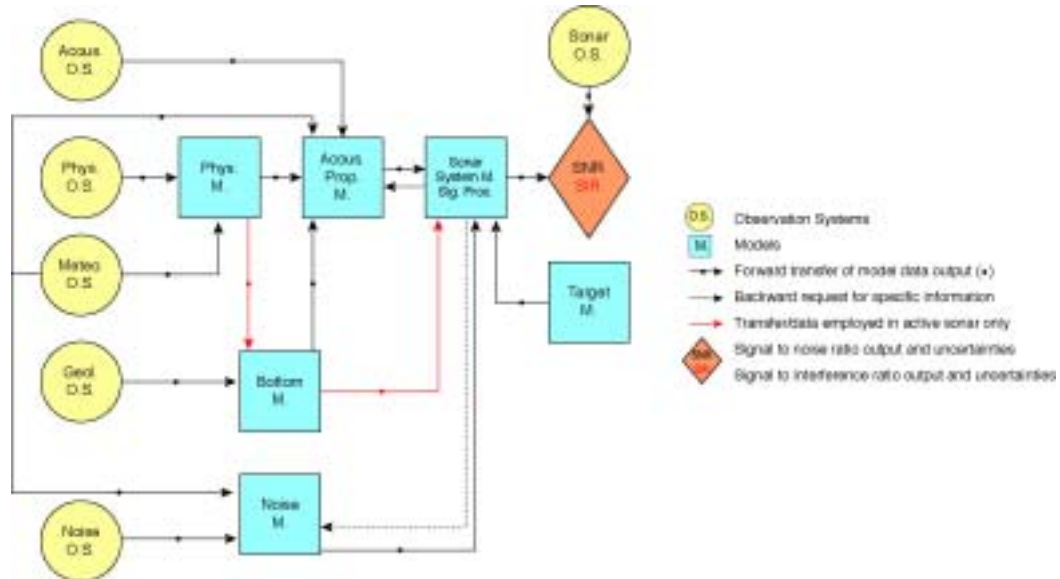 Acous.
O.S.
Sonar
O.S.
Phys.
O.S.
Phys.
M.
Acous.
Prop.
M.
Sonar
System M.
Sig. Proc.
SNR
SIR
Meteo.
O.S.
Target
M.
Geol.
O.S.
Bottom
M.
Noise
M.
Noise
O.S.
O.S. Observation Systems
M. Models
Forward transfer of model data output (•)
Backward request for specific information
Transfer/data employed in active sonar only
SNR Signal to noise ratio output and uncertainties
SIR Signal to interference ratio output and uncertainties